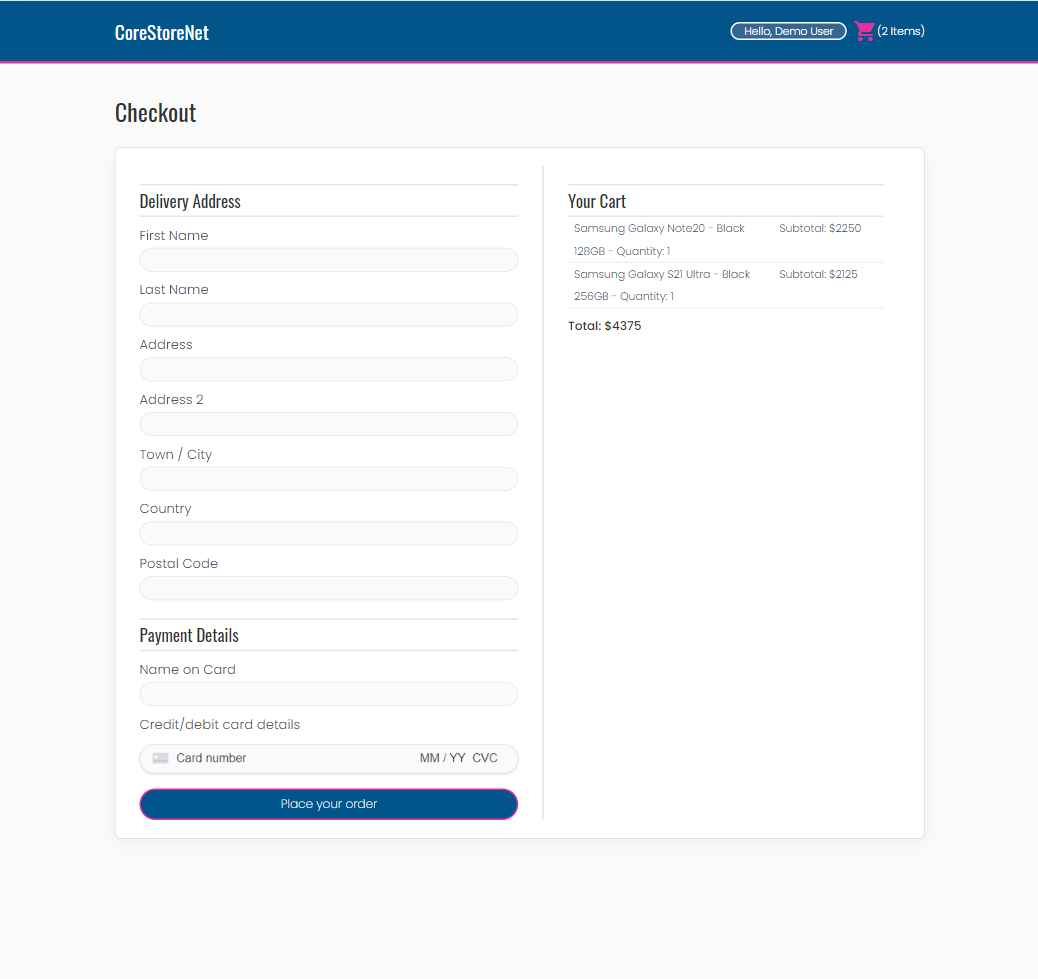 CoreStoreNet
Hello, Demo User
(2 Items)
Checkout
Delivery Address
First Name
Last Name
Address
Address 2
Town / City
Country
Postal Code
Payment Details
Name on Card
Credit/debit card details
Card number MM / YY CVC
Place your order
Your Cart
Samsung Galaxy Note20 - Black Subtotal: $2250
128GB - Quantity: 1
Samsung Galaxy S21 Ultra - Black Subtotal: $2125
256GB - Quantity: 1
Total: $4375